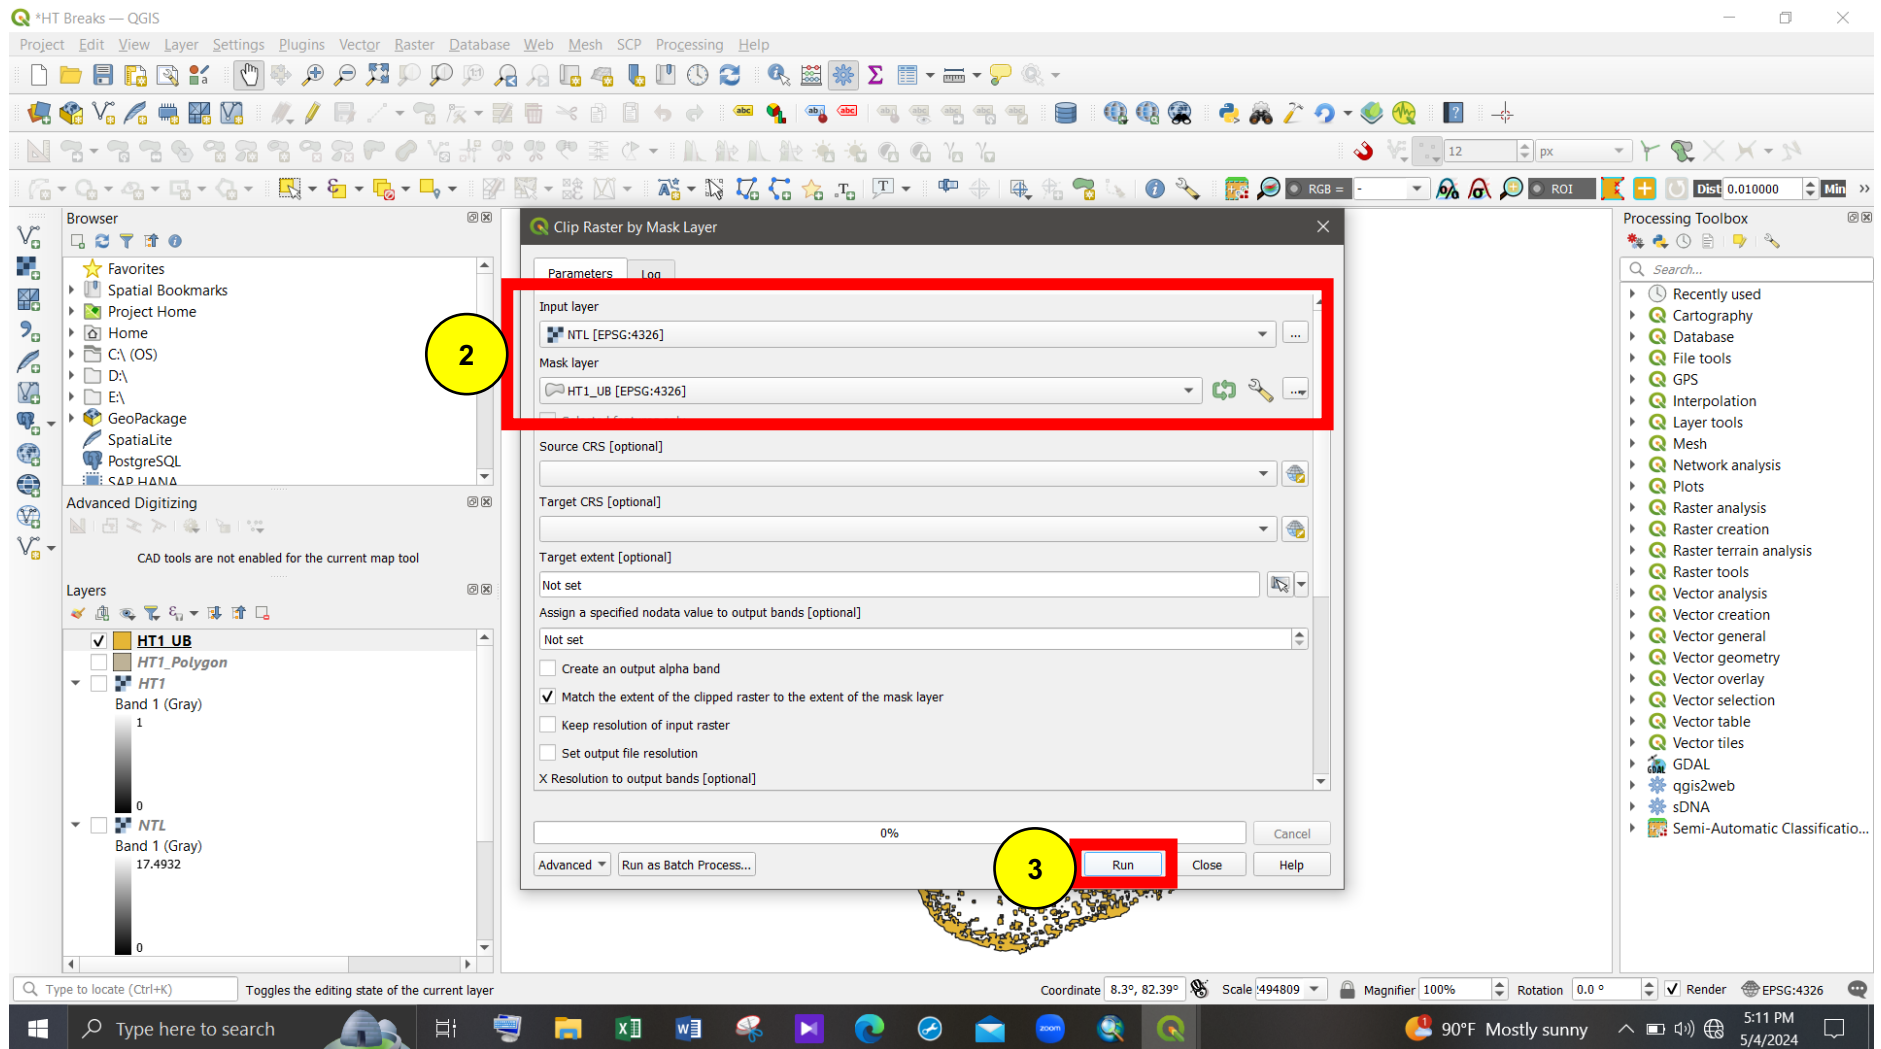 *HT Breaks — QGIS
Project Edit View Layer Settings Plugins Vector Raster Database Web Mesh SCP Processing Help
12
px
RGB =
-
ROI
Dist 0.010000
Min
»
Browser
Favorites
Spatial Bookmarks
Project Home
Home
C:\ (OS)
D:\
E:\
GeoPackage
SpatiaLite
PostgreSQL
SAP HANA
Advanced Digitizing
CAD tools are not enabled for the current map tool
Layers
HT1_UB
HT1_Polygon
HT1
Band 1 (Gray)
1
0
NTL
Band 1 (Gray)
17.4932
0
Clip Raster by Mask Layer
Parameters
Log
2
Input layer
NTL [EPSG:4326]
...
Mask layer
HT1_UB [EPSG:4326]
Source CRS [optional]
Target CRS [optional]
Target extent [optional]
Not set
Assign a specified nodata value to output bands [optional]
Not set
Create an output alpha band
Match the extent of the clipped raster to the extent of the mask layer
Keep resolution of input raster
Set output file resolution
X Resolution to output bands [optional]
0%
Cancel
Advanced
Run as Batch Process...
3
Run
Close
Help
Processing Toolbox
Search...
Recently used
Cartography
Database
File tools
GPS
Interpolation
Layer tools
Mesh
Network analysis
Plots
Raster analysis
Raster creation
Raster terrain analysis
Raster tools
Vector analysis
Vector creation
Vector general
Vector geometry
Vector overlay
Vector selection
Vector table
Vector tiles
GDAL
qgis2web
sDNA
Semi-Automatic Classificatio...
Type to locate (Ctrl+K)
Toggles the editing state of the current layer
Coordinate 8.3°, 82.39°
Scale :494809
Magnifier 100%
Rotation 0.0 °
Render
EPSG:4326
Type here to search
zoom
90°F Mostly sunny
5:11 PM
5/4/2024